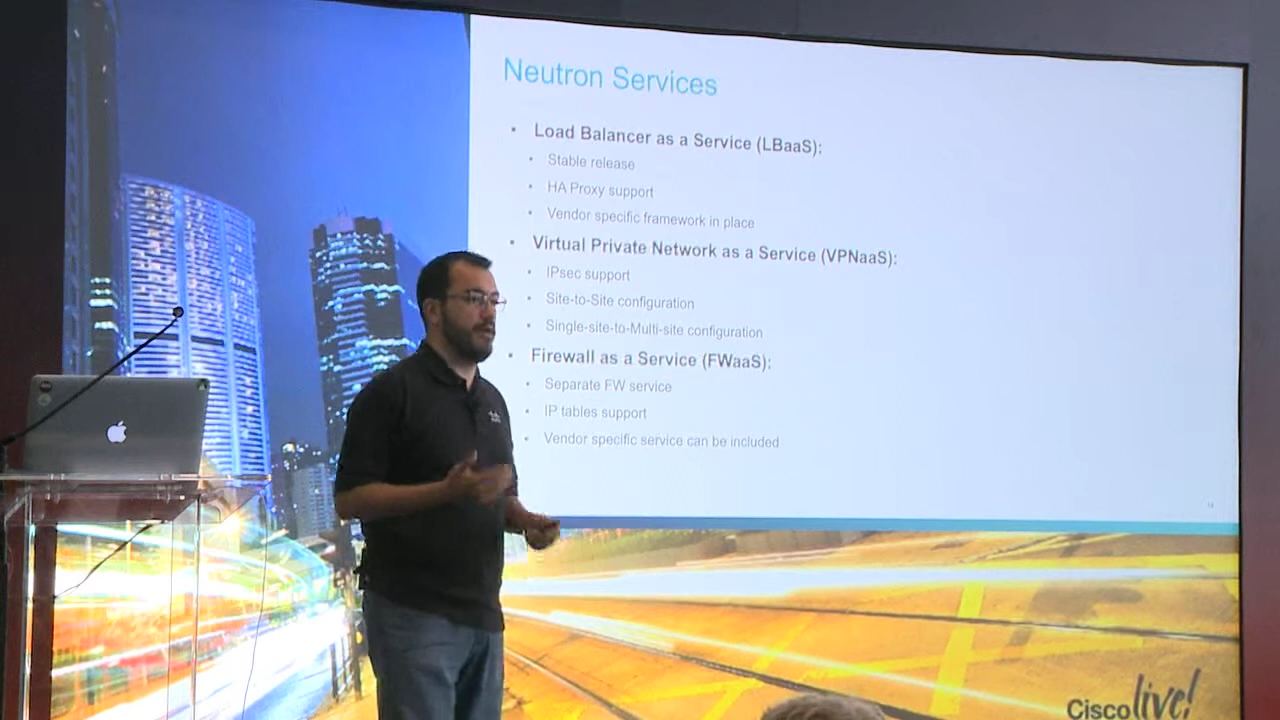 Neutron Services
• Load Balancer as a Service (LBaaS):
• Stable release
• HA Proxy support
• Vendor specific framework in place
• Virtual Private Network as a Service (VPNaaS):
• IPsec support
• Site-to-Site configuration
• Single-site-to-Multi-site configuration
• Firewall as a Service (FWaaS):
• Separate FW service
• IP tables support
• Vendor specific service can be included
Cisco live!